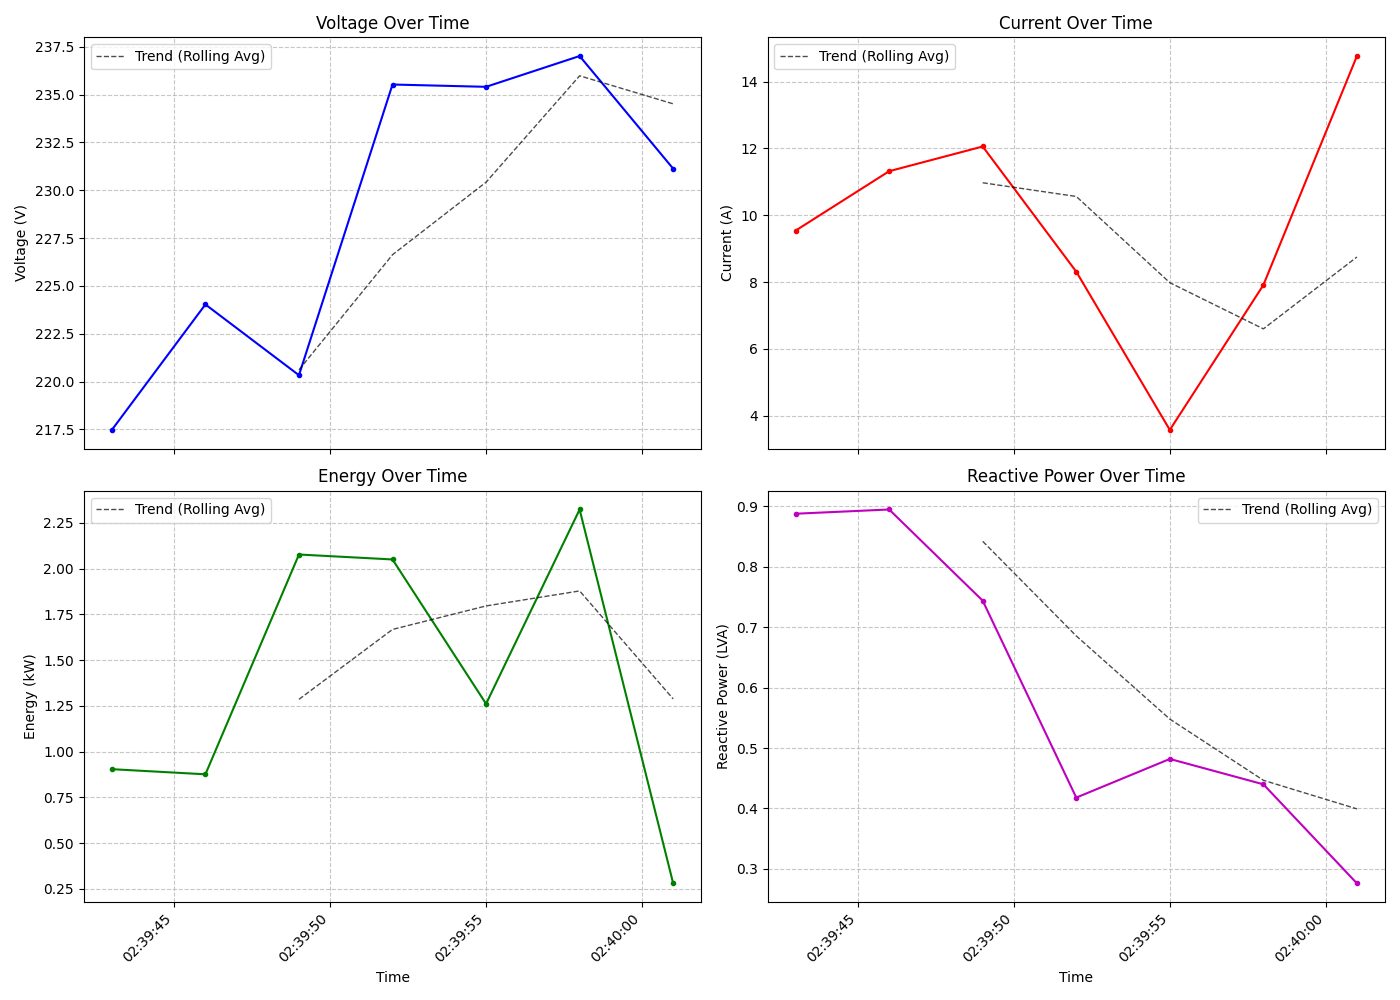 Voltage Over Time
Trend (Rolling Avg)
237.5
235.0
232.5
230.0
227.5
225.0
222.5
220.0
217.5
Voltage (V)
Current Over Time
Trend (Rolling Avg)
14
12
10
8
6
4
Current (A)
Energy Over Time
Trend (Rolling Avg)
2.25
2.00
1.75
1.50
1.25
1.00
0.75
0.50
0.25
Energy (kW)
02:39:45
02:39:50
02:39:55
02:40:00
Time
Reactive Power Over Time
Trend (Rolling Avg)
0.9
0.8
0.7
0.6
0.5
0.4
0.3
Reactive Power (LVA)
02:39:45
02:39:50
02:39:55
02:40:00
Time